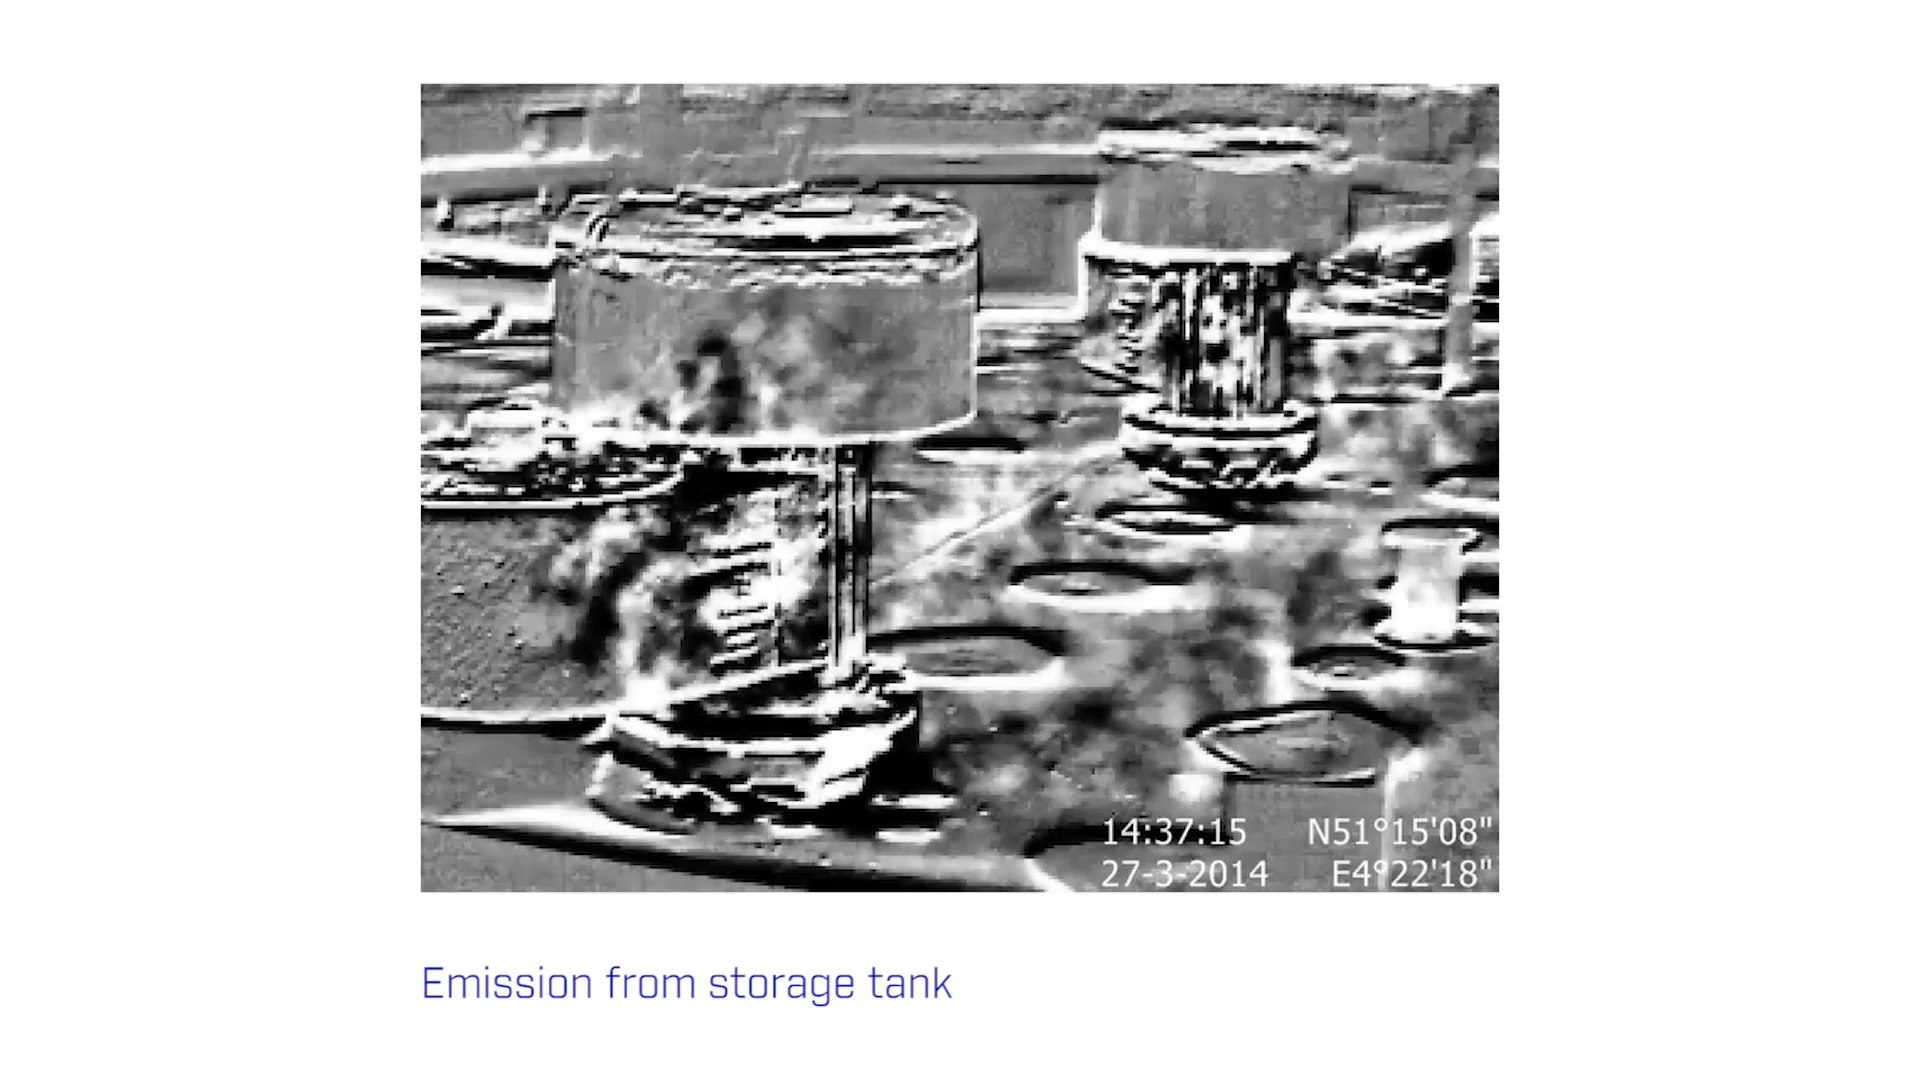 14:37:15 N51°15'08"
27-3-2014 E4°22'18"
Emission from storage tank